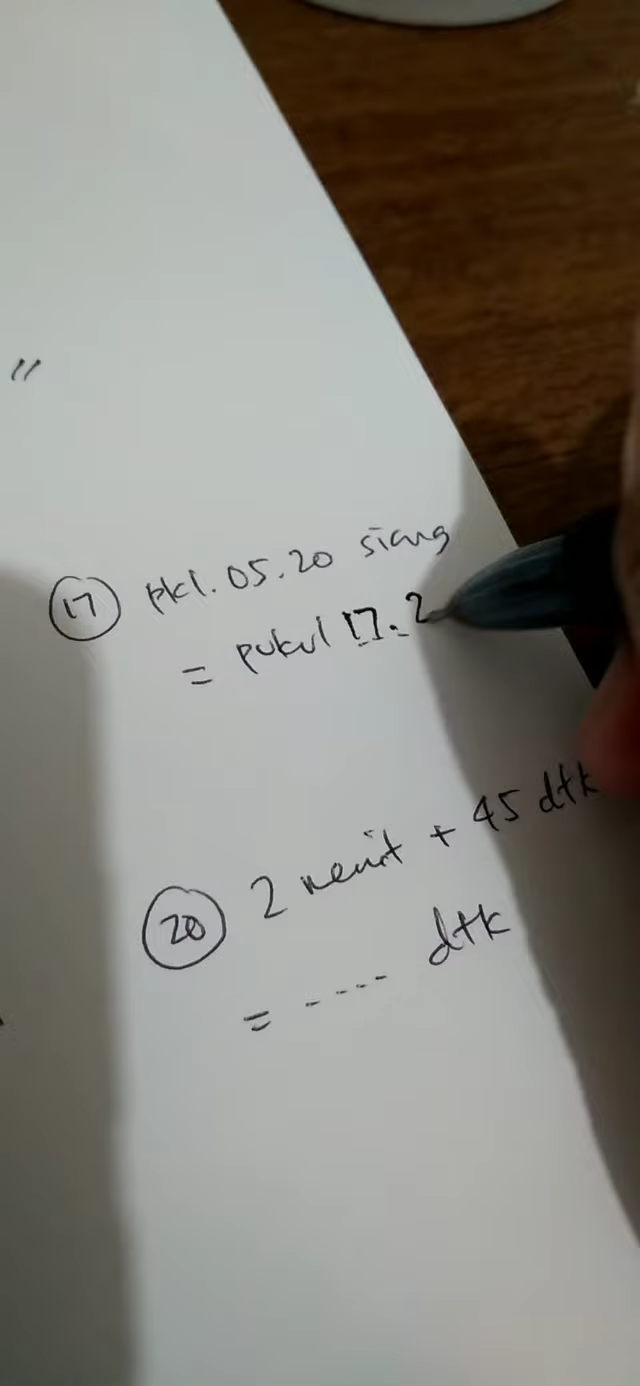 "
17 pkl. 05.20 siang
= pukul 17.2
20 2 menit + 45 dtk
= ---- dtk